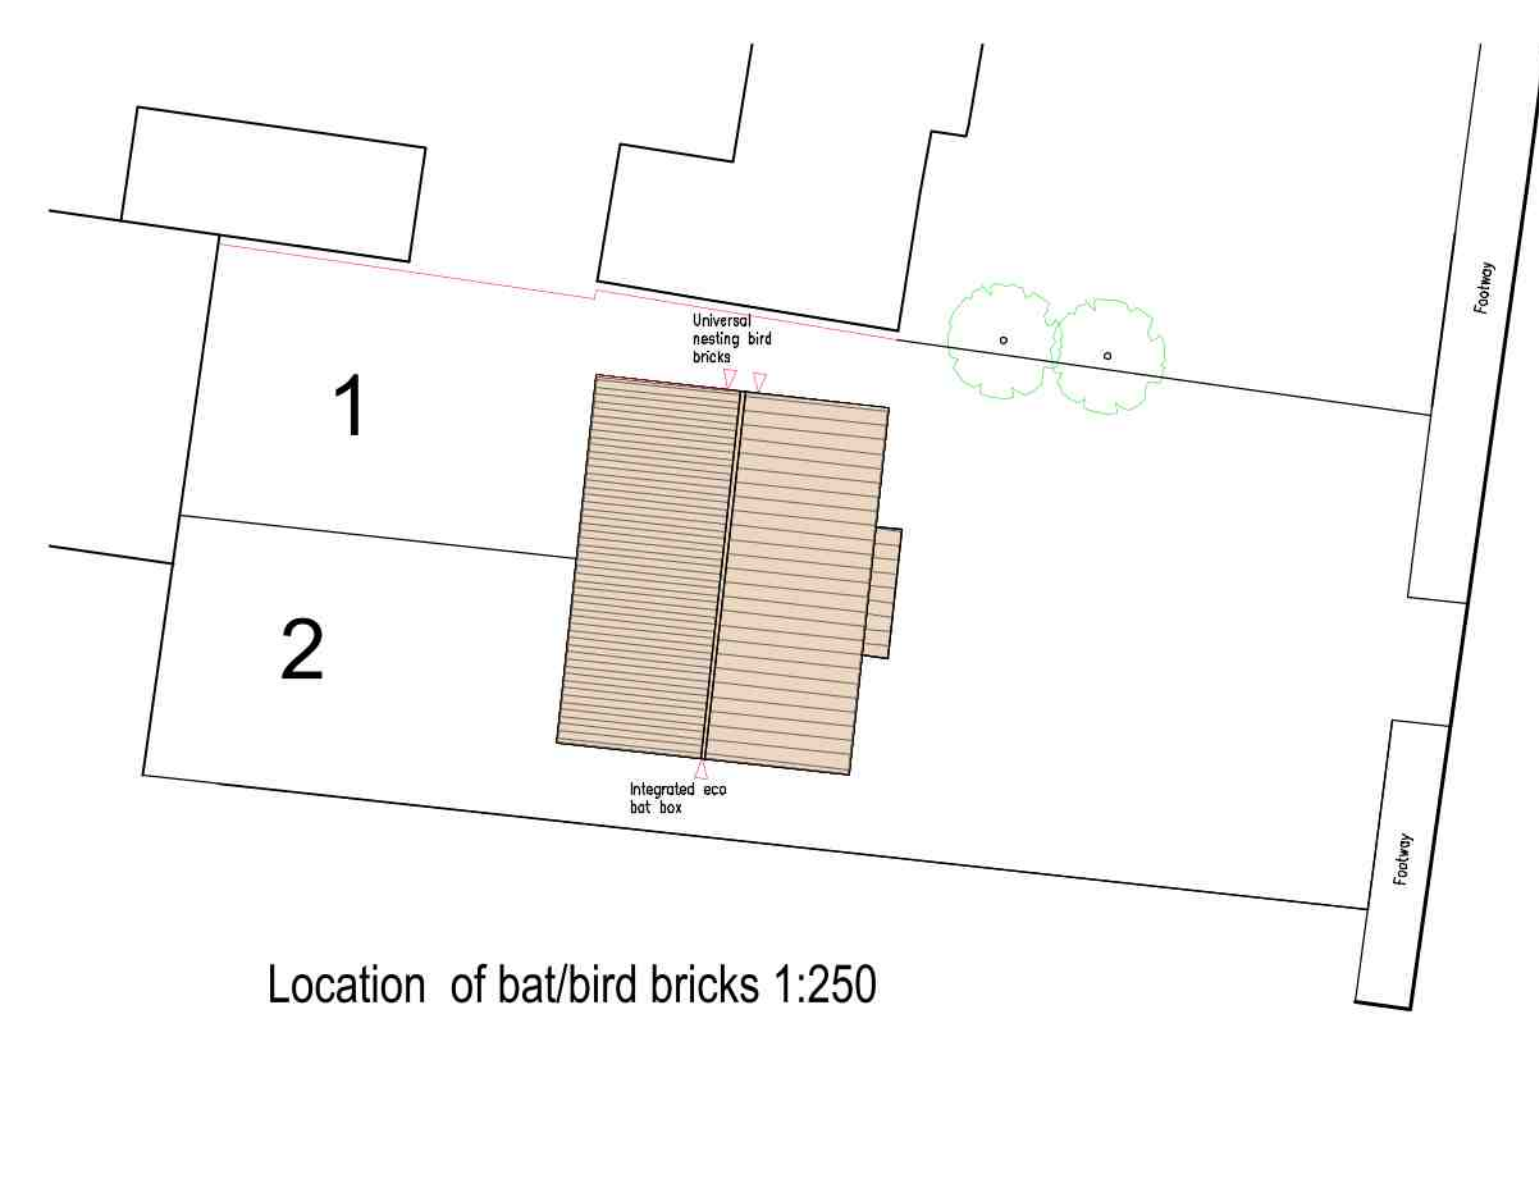 Footway
Universal
nesting bird
bricks
1
2
Integrated eco
bat box
Footway
Location of bat/bird bricks 1:250